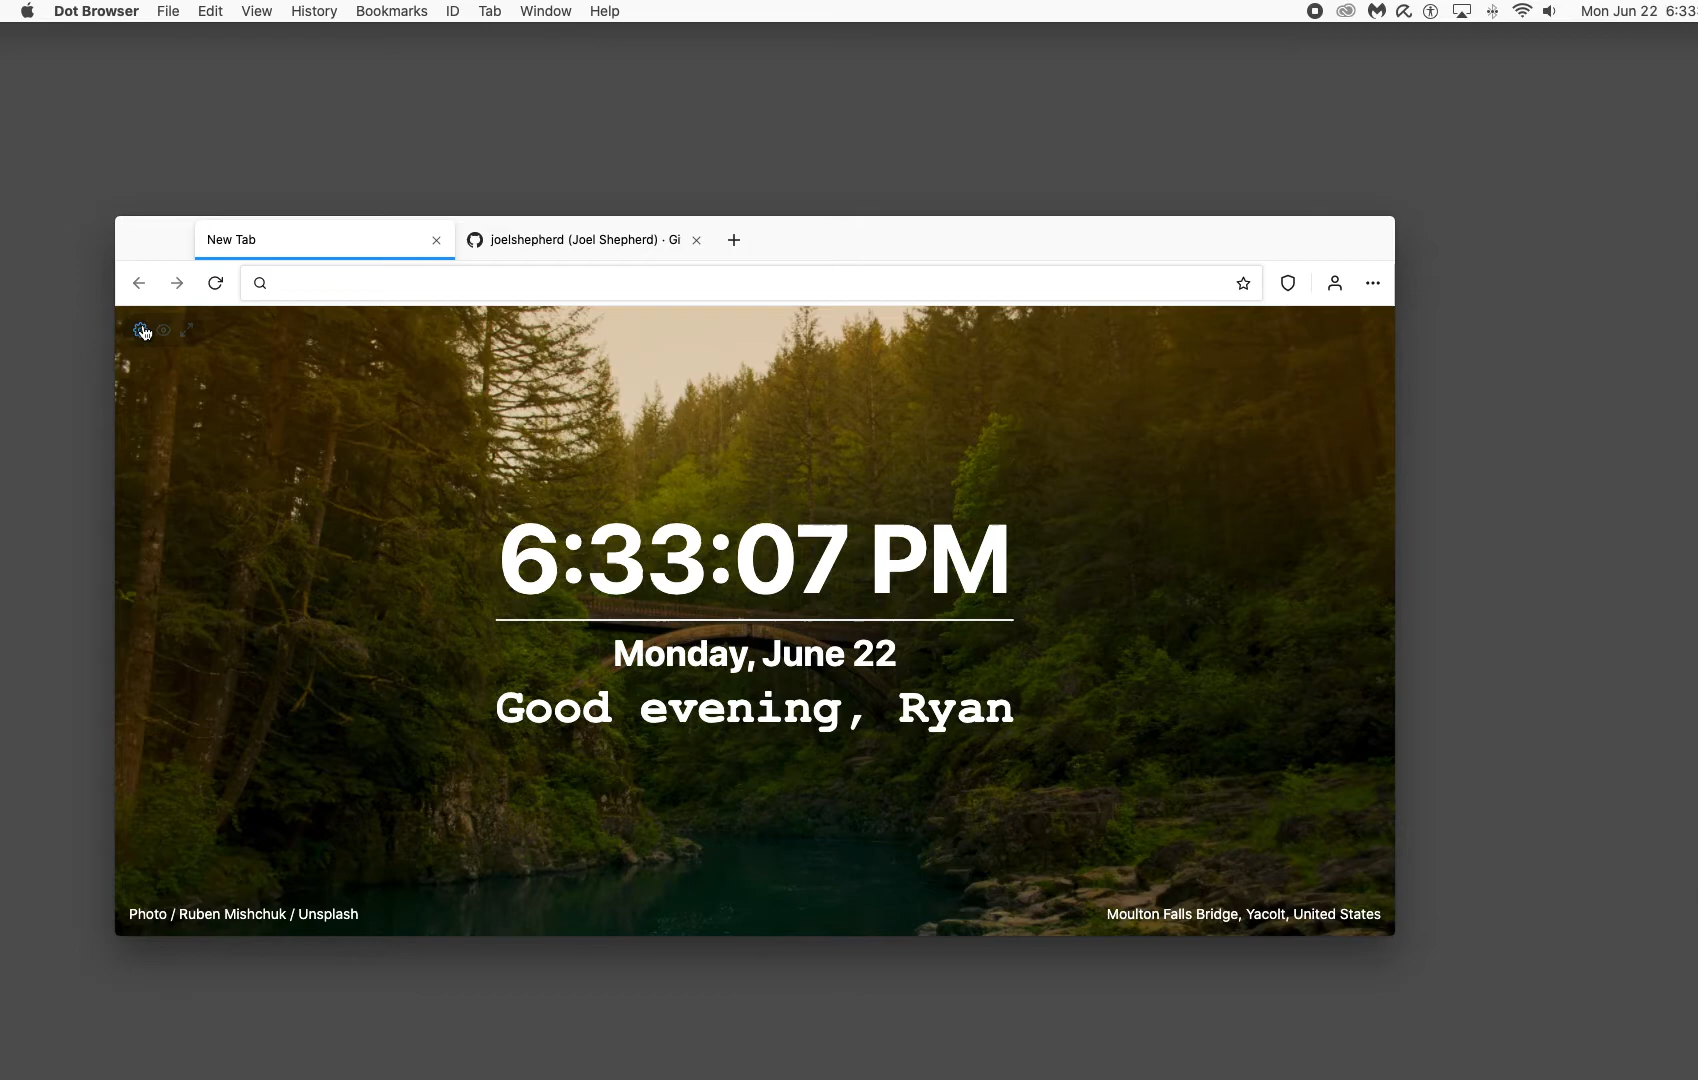 Dot Browser File Edit View History Bookmarks ID Tab Window Help Mon Jun 22 6:33
New Tab joelshepherd (Joel Shepherd) · Gi
6:33:07 PM
Monday, June 22
Good evening, Ryan
Photo / Ruben Mishchuk / Unsplash Moulton Falls Bridge, Yacolt, United States